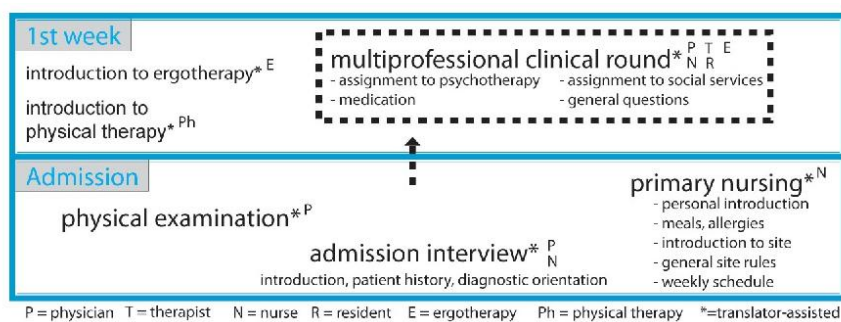 1st week
introduction to ergotherapy* E
introduction to
physical therapy* Ph
multiprofessional clinical round* P T E
N R
- assignment to psychotherapy - assignment to social services
- medication - general questions
Admission
physical examination* P
admission interview* P
N
introduction, patient history, diagnostic orientation
primary nursing* N
- personal introduction
- meals, allergies
- introduction to site
- general site rules
- weekly schedule
P = physician T = therapist N = nurse R = resident E = ergotherapy Ph = physical therapy *=translator-assisted